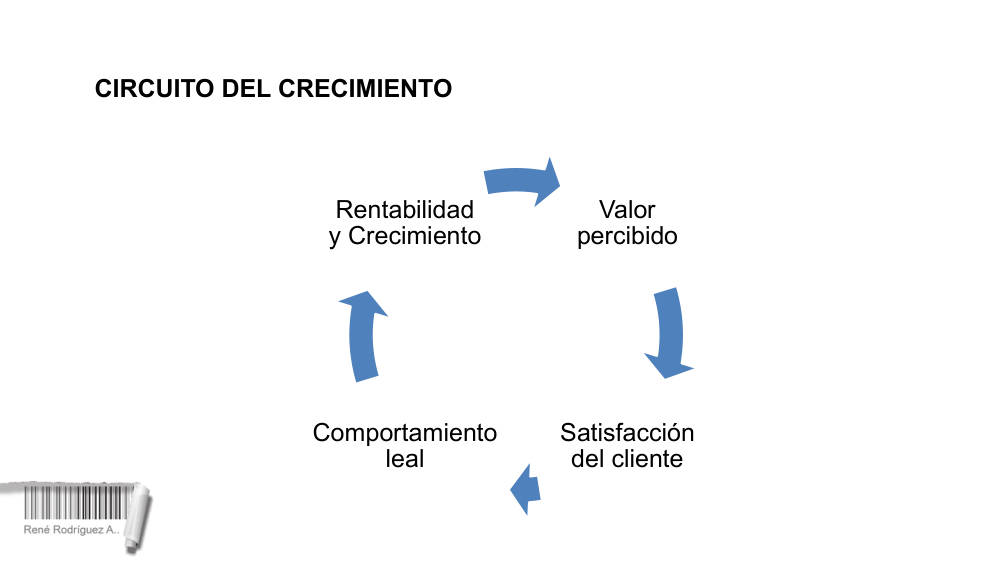 CIRCUITO DEL CRECIMIENTO
Rentabilidad
y Crecimiento
Valor
percibido
Comportamiento
leal
Satisfacción
del cliente
René Rodríguez A..